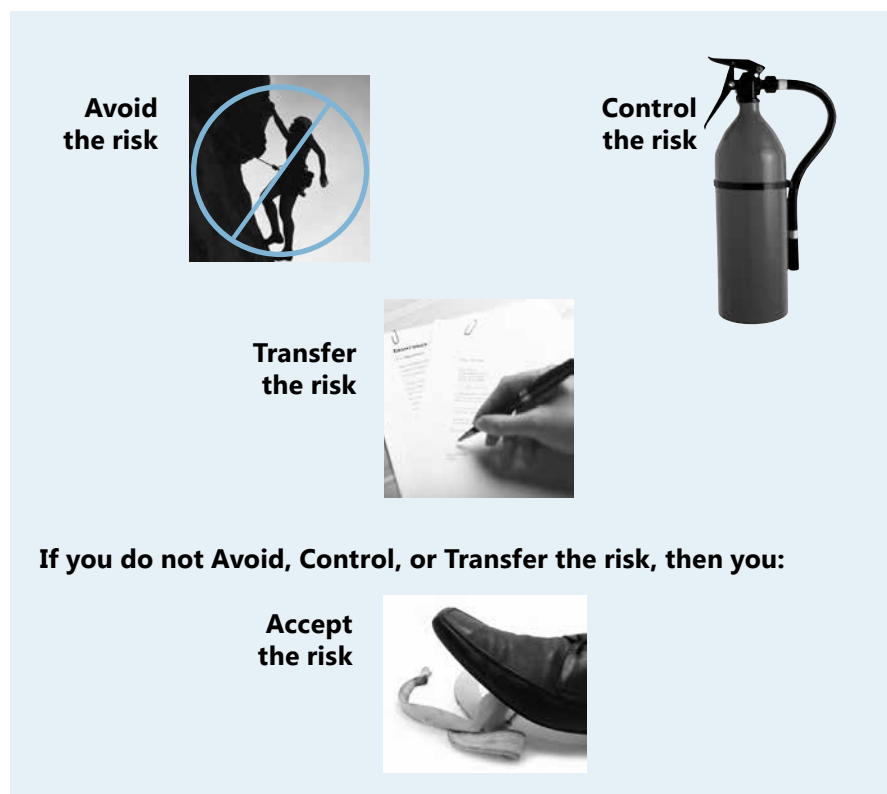 Avoid
the risk
Control
the risk
Transfer
the risk
If you do not Avoid, Control, or Transfer the risk, then you:
Accept
the risk